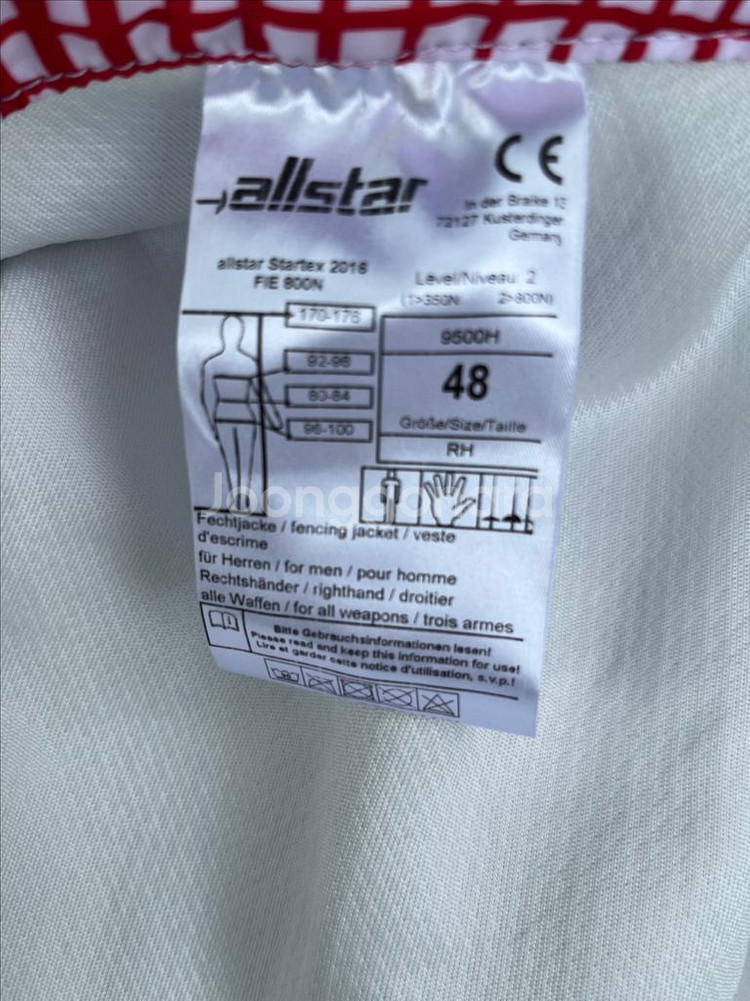 allstar
CE
In der Braike 13
72127 Kusterdingen
Germany
allstar Startex 2016
FIE 800N
Level/Niveau: 2
(1>350N 2>800N)
170-176
92-96
80-84
96-100
9500H
48
Größe/Size/Taille
RH
Joonggonara
Fechtjacke / fencing jacket / veste
d'escrime
für Herren / for men / pour homme
Rechtshänder / righthand / droitier
alle Waffen / for all weapons / trois armes
Bitte Gebrauchsinformationen lesen!
Please read and keep this information for use!
Lire et garder cette notice d'utilisation, s.v.p.!